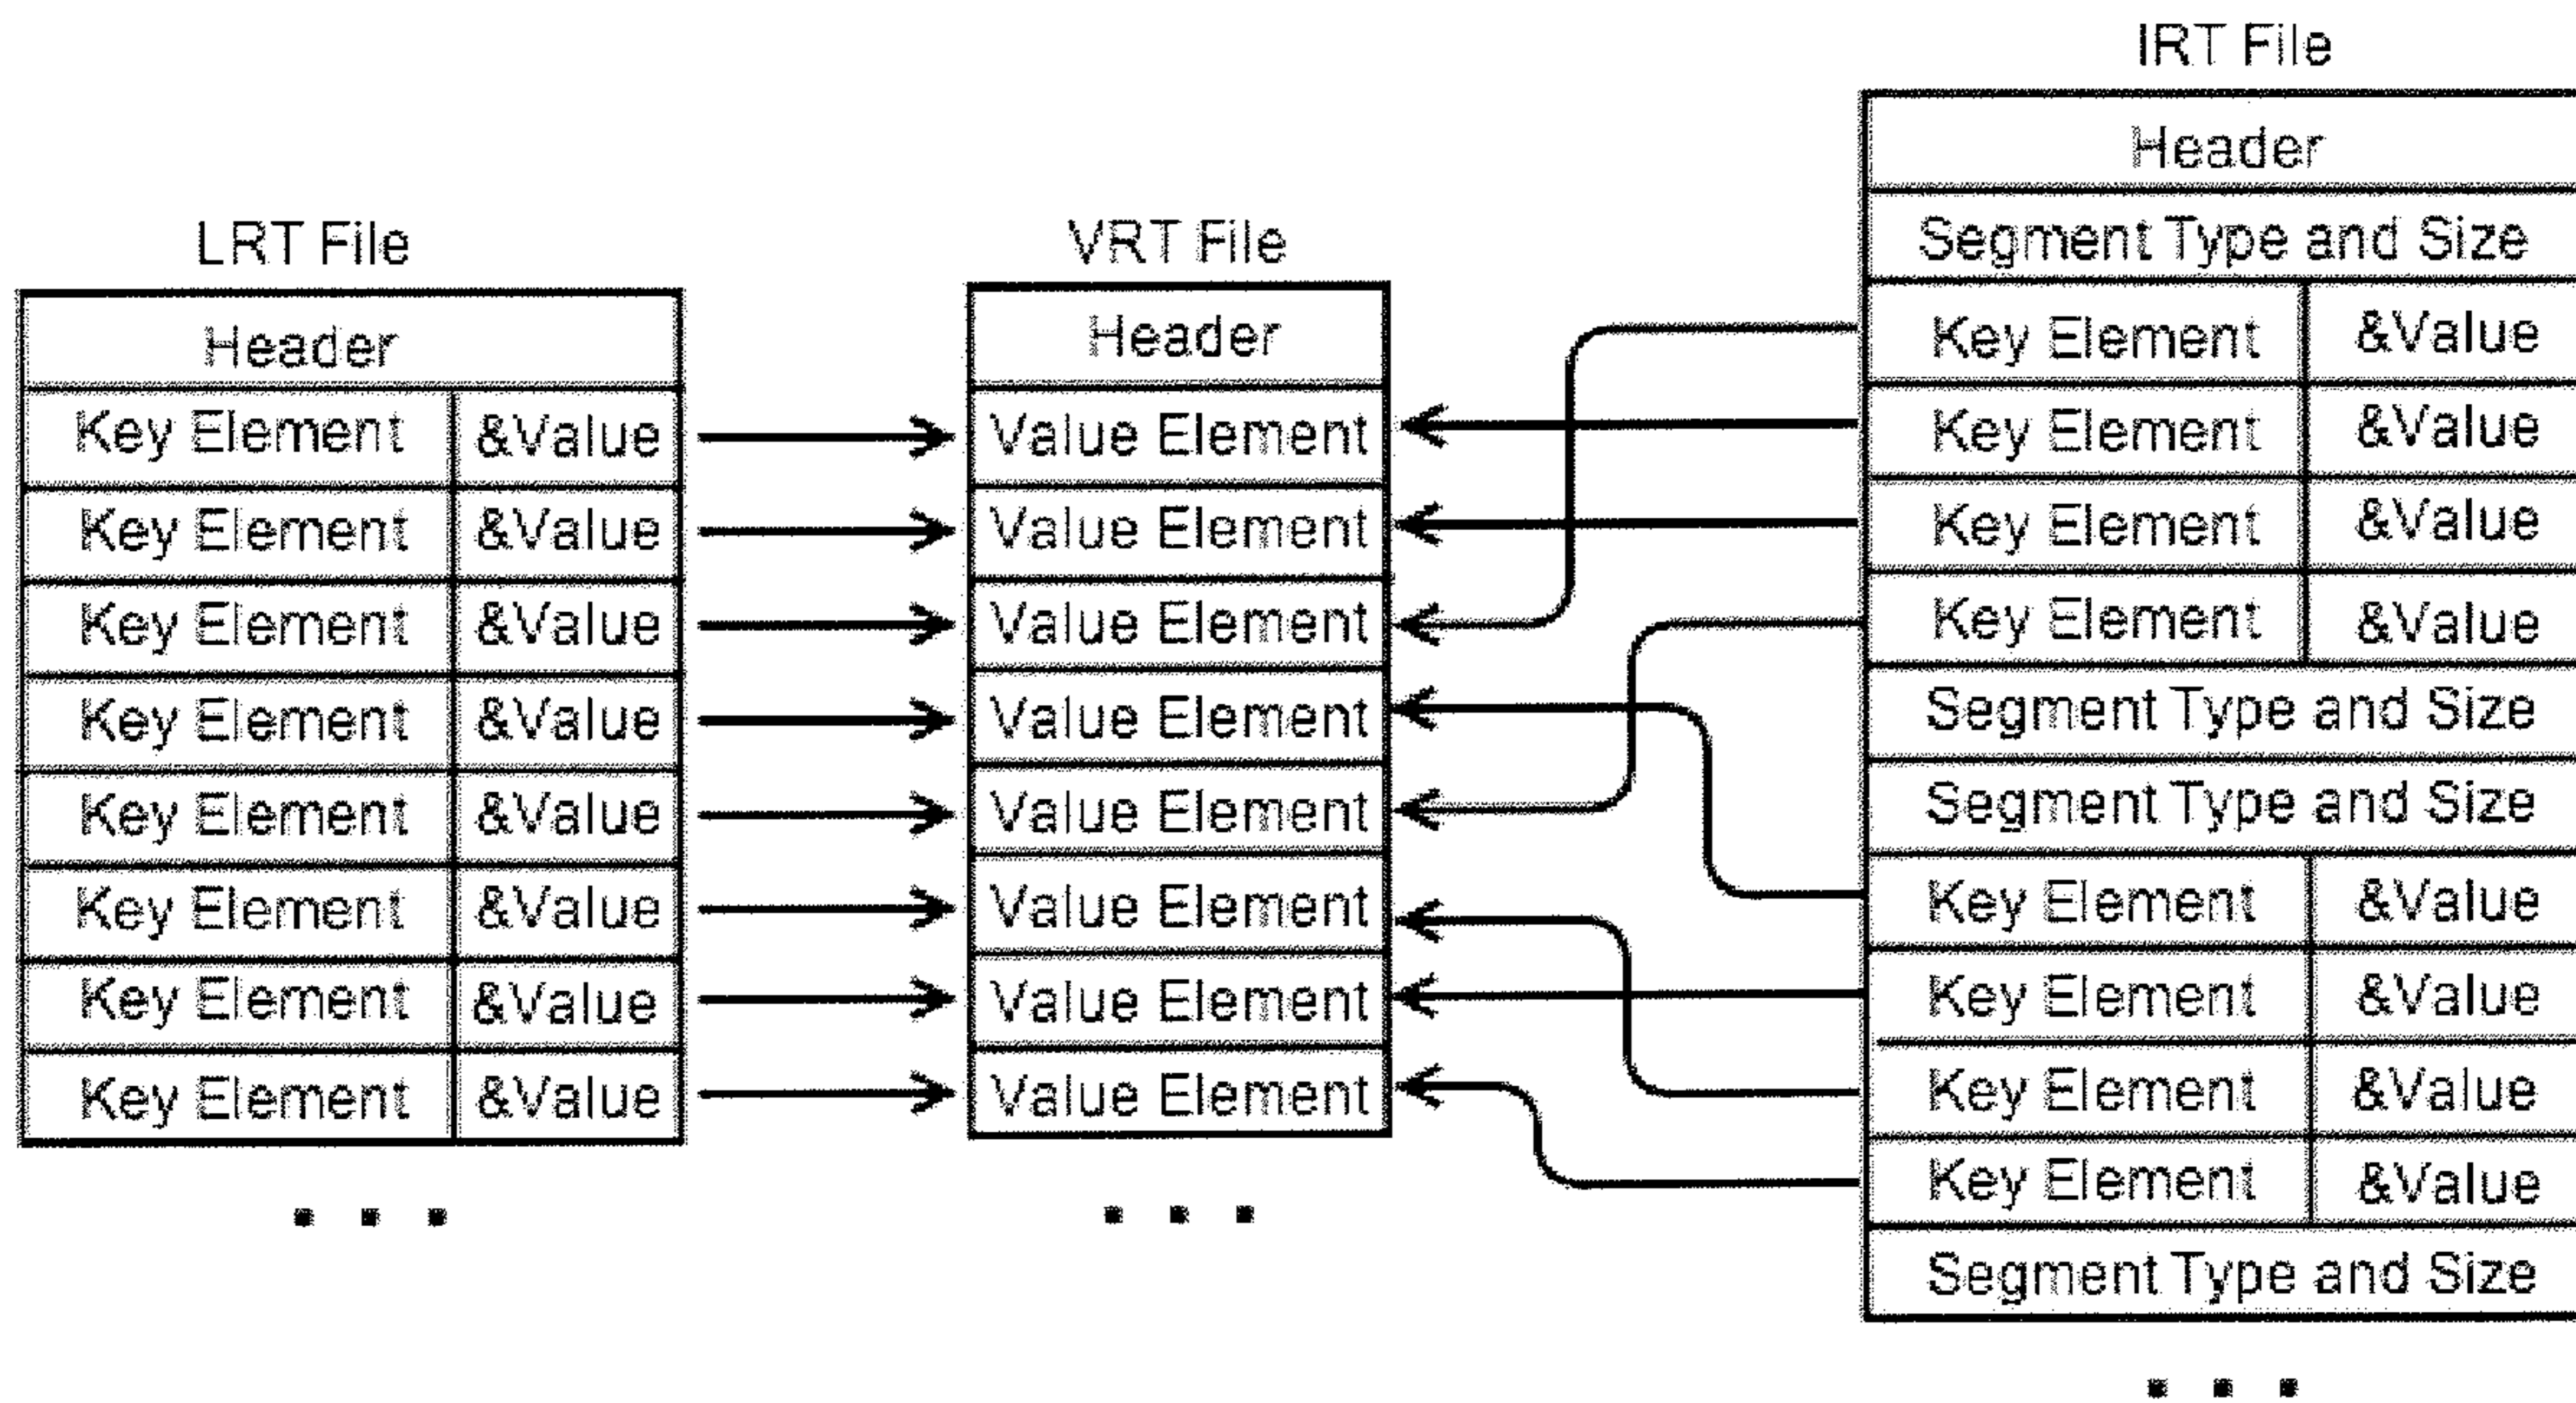 LRT File
Header
Key Element &Value
Key Element &Value
Key Element &Value
Key Element &Value
Key Element &Value
Key Element &Value
Key Element &Value
Key Element &Value
. . .
VRT File
Header
Value Element
Value Element
Value Element
Value Element
Value Element
Value Element
Value Element
Value Element
. . .
IRT File
Header
Segment Type and Size
Key Element &Value
Key Element &Value
Key Element &Value
Key Element &Value
Segment Type and Size
Segment Type and Size
Key Element &Value
Key Element &Value
Key Element &Value
Key Element &Value
Segment Type and Size
. . .